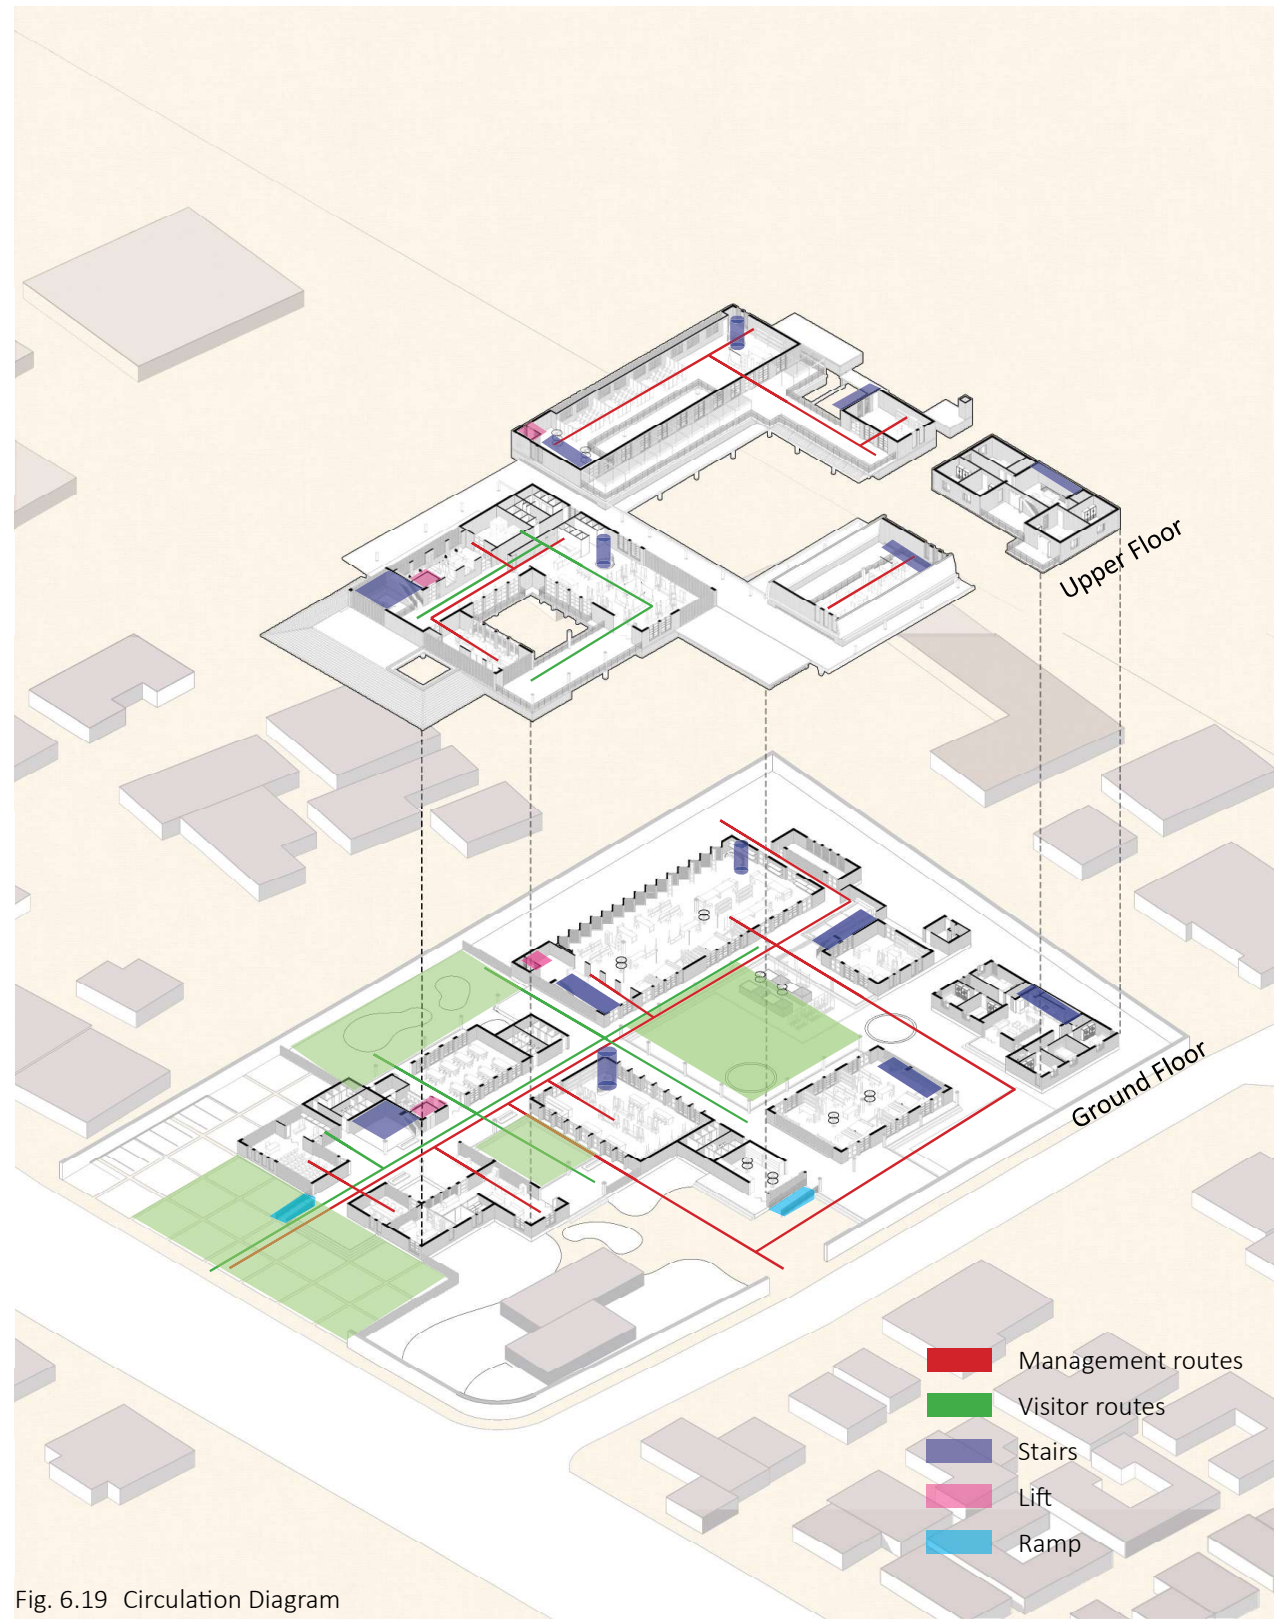 Upper Floor
Ground Floor
Management routes
Visitor routes
Stairs
Lift
Ramp
Fig. 6.19 Circulation Diagram